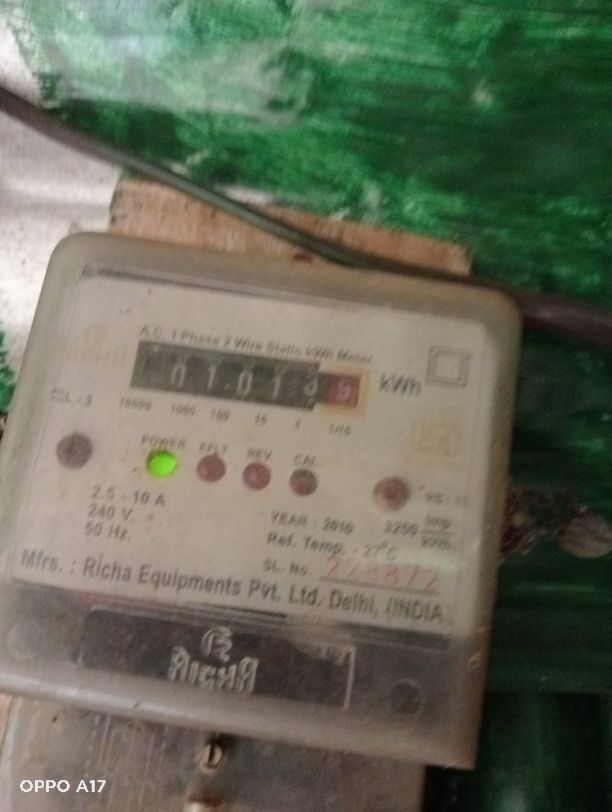 A.C. 1 Phase 2 Wire Static kWh Meter
kWh
10000 1000 100 10 1 1/10
POWER EFLT REV. CAL.
2.5 - 10 A
240 V.
50 Hz.
YEAR : 2010
3200 imp/kWh
Ref. Temp. - 27°C
SL. No.
Mfrs. : Richa Equipments Pvt. Ltd. Delhi, (INDIA
RICHA
OPPO A17